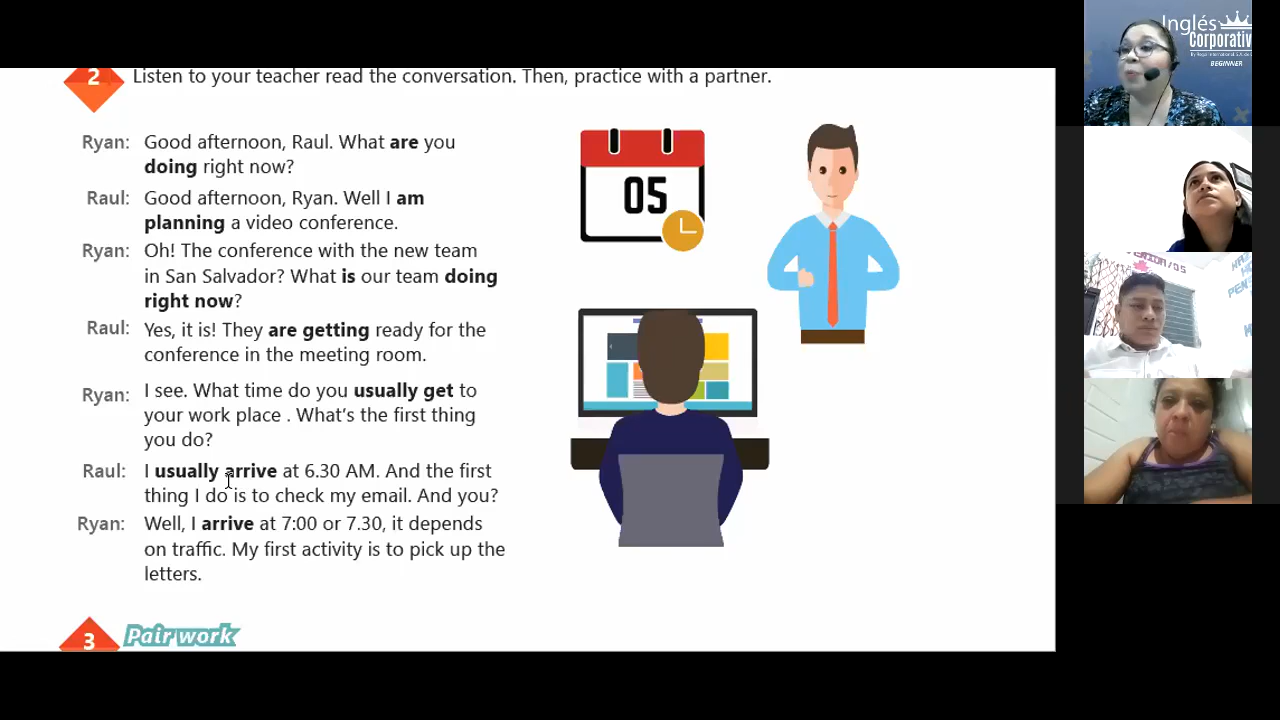 2 Listen to your teacher read the conversation. Then, practice with a partner.
Ryan: Good afternoon, Raul. What are you
doing right now?
Raul: Good afternoon, Ryan. Well I am
planning a video conference.
Ryan: Oh! The conference with the new team
in San Salvador? What is our team doing
right now?
Raul: Yes, it is! They are getting ready for the
conference in the meeting room.
Ryan: I see. What time do you usually get to
your work place . What's the first thing
you do?
Raul: I usually arrive at 6.30 AM. And the first
thing I do is to check my email. And you?
Ryan: Well, I arrive at 7:00 or 7.30, it depends
on traffic. My first activity is to pick up the
letters.
3 Pair work
05
Inglés
Corporativ
BEGINNER